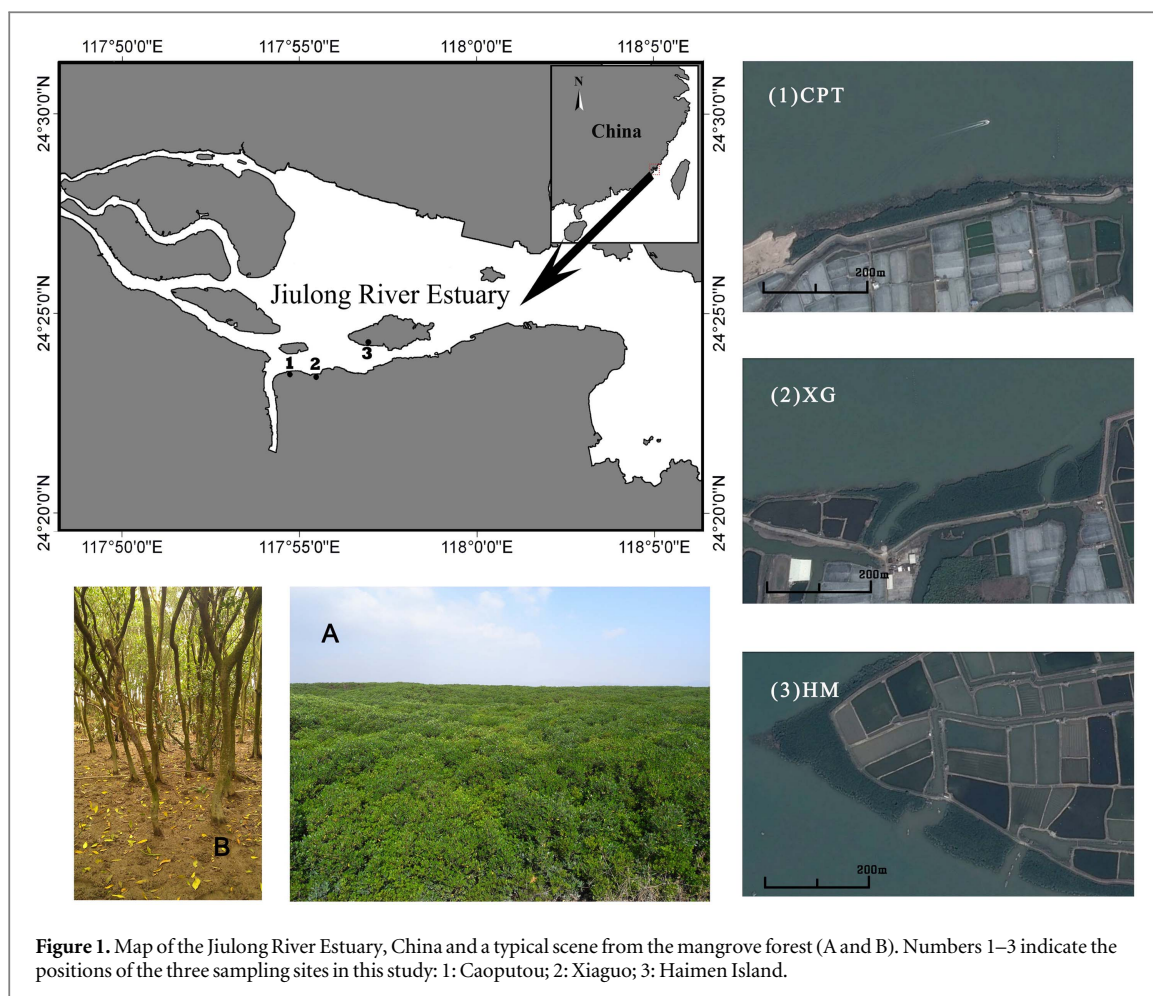 117°50'0"E 117°55'0"E 118°0'0"E 118°5'0"E
24°30'0"N
24°30'0"N
N
China
Jiulong River Estuary
24°25'0"N
24°25'0"N
1 2 3
24°20'0"N
24°20'0"N
117°50'0"E 117°55'0"E 118°0'0"E 118°5'0"E
(1)CPT
200m
(2)XG
200m
(3)HM
200m
A
B
Figure 1. Map of the Jiulong River Estuary, China and a typical scene from the mangrove forest (A and B). Numbers 1–3 indicate the
positions of the three sampling sites in this study: 1: Caoputou; 2: Xiaguo; 3: Haimen Island.